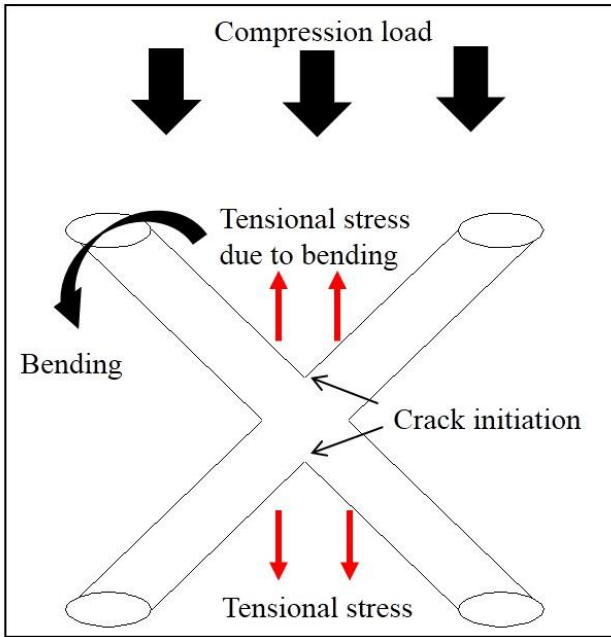 Compression load
Tensional stress
due to bending
Bending
Crack initiation
Tensional stress